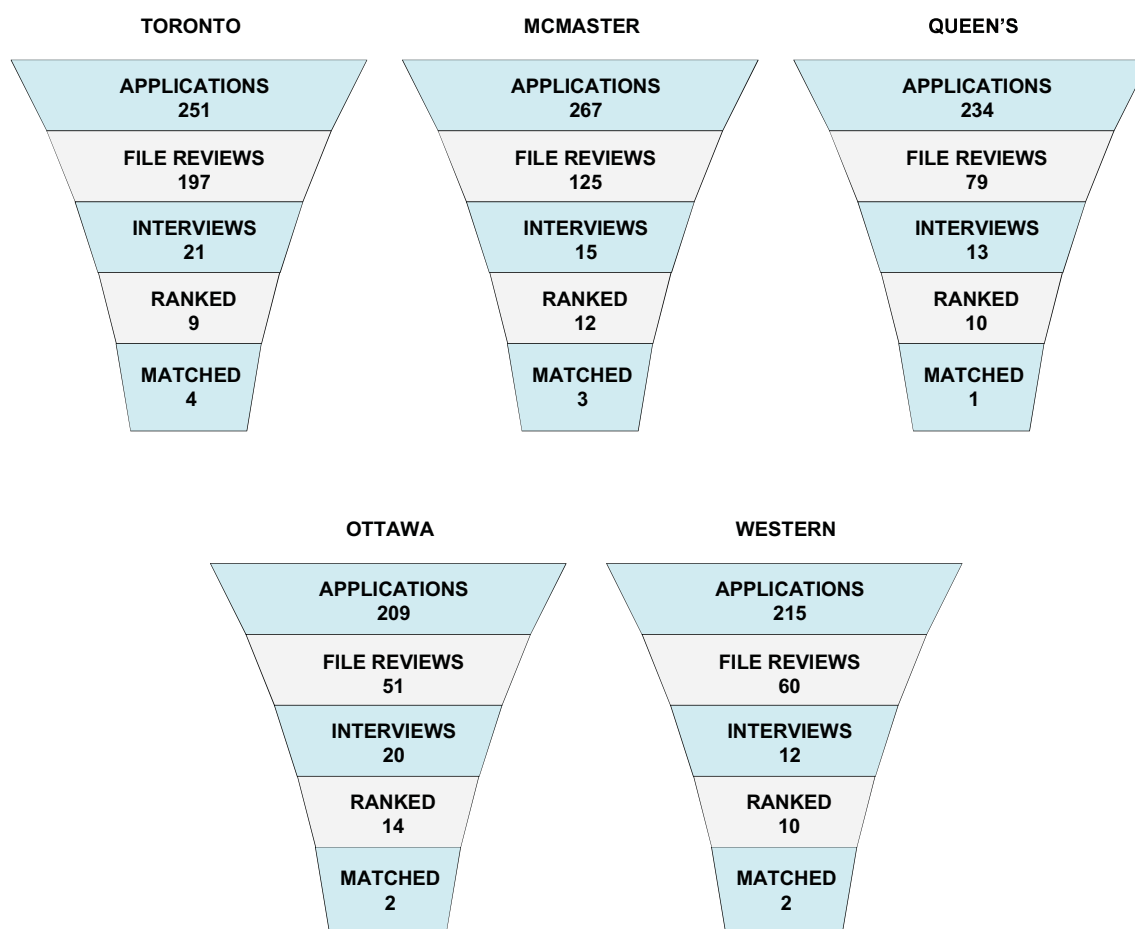 TORONTO
APPLICATIONS
251
FILE REVIEWS
197
INTERVIEWS
21
RANKED
9
MATCHED
4
MCMASTER
APPLICATIONS
267
FILE REVIEWS
125
INTERVIEWS
15
RANKED
12
MATCHED
3
QUEEN’S
APPLICATIONS
234
FILE REVIEWS
79
INTERVIEWS
13
RANKED
10
MATCHED
1
OTTAWA
APPLICATIONS
209
FILE REVIEWS
51
INTERVIEWS
20
RANKED
14
MATCHED
2
WESTERN
APPLICATIONS
215
FILE REVIEWS
60
INTERVIEWS
12
RANKED
10
MATCHED
2